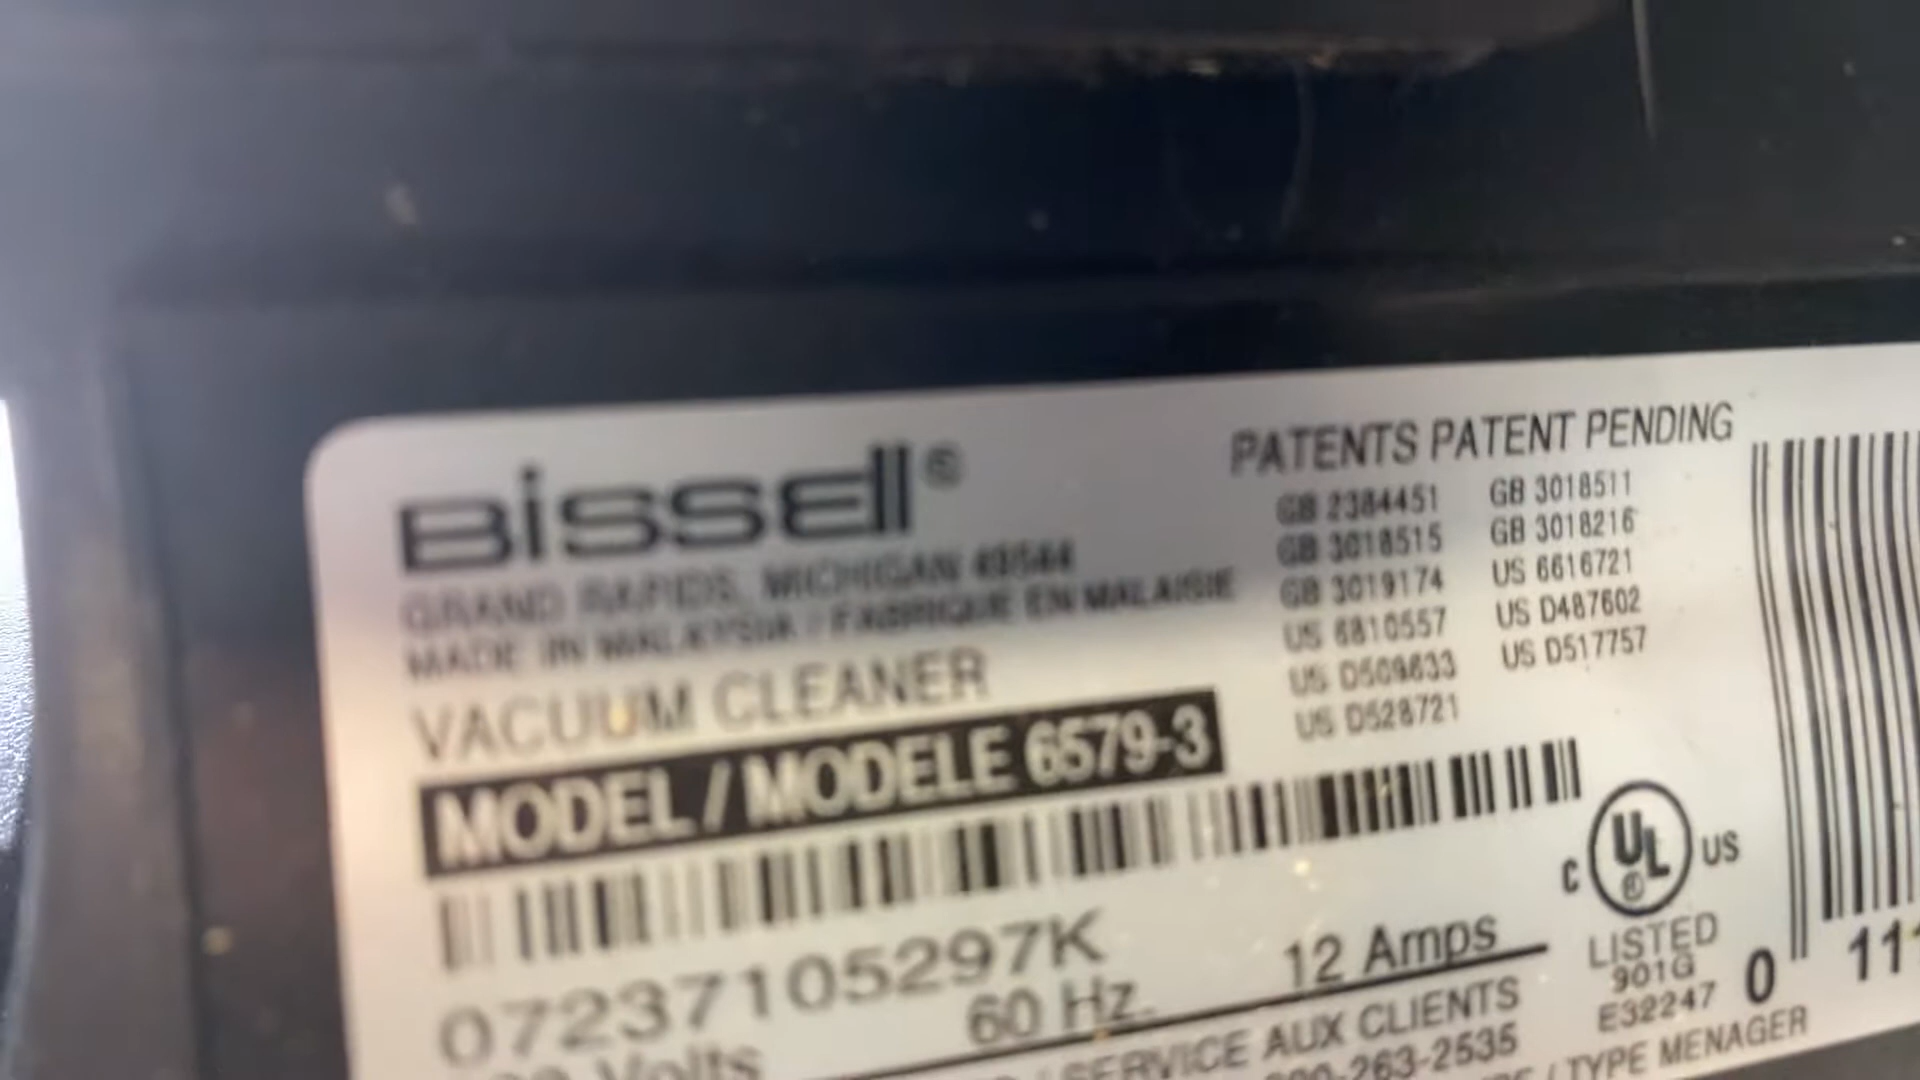 Bissell®
GRAND RAPIDS, MICHIGAN 49544
MADE IN MALAYSIA / FABRIQUE EN MALAISIE
VACUUM CLEANER
MODEL / MODELE 6579-3
07237105297K
Volts
60 Hz.
12 Amps
PATENTS PATENT PENDING
GB 2384451 GB 3018511
GB 3018515 GB 3018216
GB 3019174 US 6616721
US 6810557 US D487602
US D509633 US D517757
US D528721
C UL® US
LISTED
901G
E32247
0 11
/ SERVICE AUX CLIENTS
263-2535
/ TYPE MENAGER